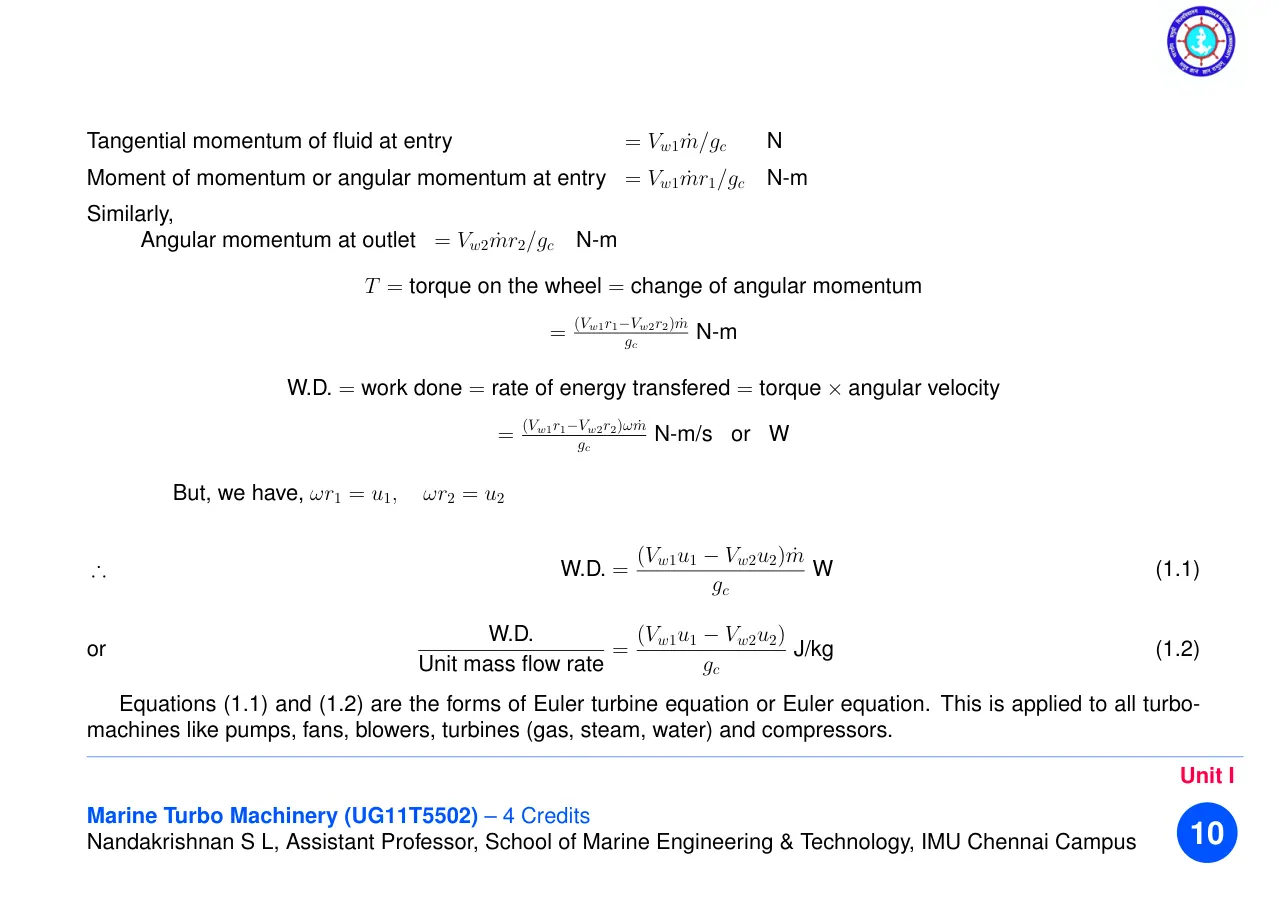 Tangential momentum of fluid at entry = V_{w1}ṁ/g_c N
Moment of momentum or angular momentum at entry = V_{w1}ṁr_1/g_c N-m
Similarly,
Angular momentum at outlet = V_{w2}ṁr_2/g_c N-m
T = torque on the wheel = change of angular momentum
= (V_{w1}r_1−V_{w2}r_2)ṁ / g_c N-m
W.D. = work done = rate of energy transfered = torque × angular velocity
= (V_{w1}r_1−V_{w2}r_2)ωṁ / g_c N-m/s or W
But, we have, ωr_1 = u_1, ωr_2 = u_2
∴ W.D. = (V_{w1}u_1 − V_{w2}u_2)ṁ / g_c W (1.1)
or W.D. / Unit mass flow rate = (V_{w1}u_1 − V_{w2}u_2) / g_c J/kg (1.2)
Equations (1.1) and (1.2) are the forms of Euler turbine equation or Euler equation. This is applied to all turbo-
machines like pumps, fans, blowers, turbines (gas, steam, water) and compressors.
Unit I
Marine Turbo Machinery (UG11T5502) – 4 Credits
Nandakrishnan S L, Assistant Professor, School of Marine Engineering & Technology, IMU Chennai Campus
10